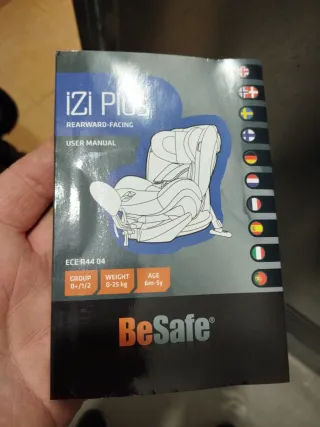 iZi Plus
REARWARD-FACING
USER MANUAL
ECE R44 04
GROUP
0+/1/2
WEIGHT
0-25 kg
AGE
6m-5y
BeSafe®